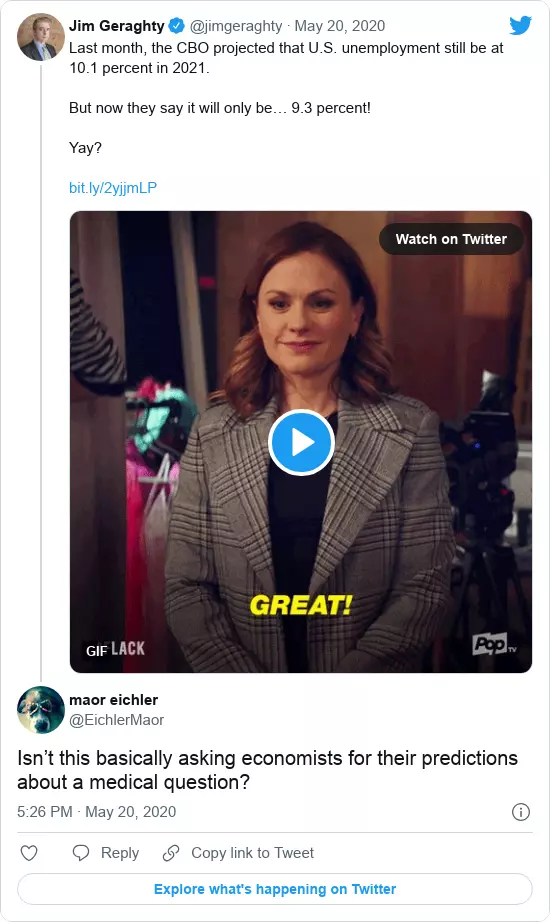 Jim Geraghty @jimgeraghty · May 20, 2020
Last month, the CBO projected that U.S. unemployment still be at
10.1 percent in 2021.
But now they say it will only be… 9.3 percent!
Yay?
bit.ly/2yjjmLP
Watch on Twitter
GREAT!
GIF LACK
Pop TV
maor eichler
@EichlerMaor
Isn’t this basically asking economists for their predictions
about a medical question?
5:26 PM · May 20, 2020
Reply
Copy link to Tweet
Explore what's happening on Twitter